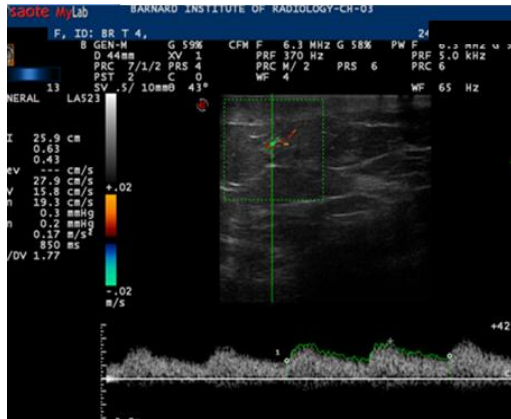 saote MyLab BARNARD INSTITUTE OF RADIOLOGY-CH-03
F, ID: BR T 4, 24
B GEN-M G 59% CFM F 6.3 MHz G 58% PW F
D 44mm XV 1 PRF 370 Hz PRF 5.0 kHz
PRC 7/1/2 PRS 4 PRC M/ 2 PRS 6 PRC 6
PST 2 C 0 WF 4
SV .5/ 10mmθ 43° WF 65 Hz
13
NERAL LA523
I 25.9 cm
0.63
0.43
ev --- cm/s
27.9 cm/s
V 15.8 cm/s
n 19.3 cm/s
0.3 mmHg
n 0.2 mmHg
0.17 m/s²
850 ms
/DV 1.77
+.02
-.02
m/s
+42
1